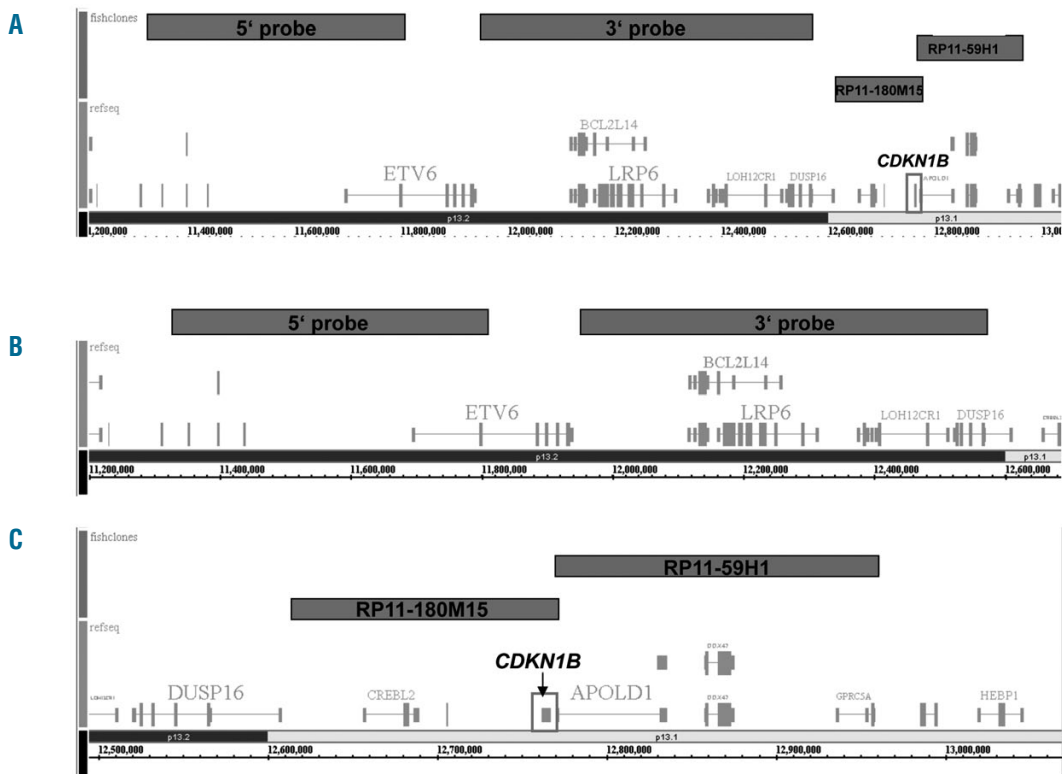 A
fishclones
5‘ probe
3‘ probe
RP11-59H1
RP11-180M15
refseq
BCL2L14
CDKN1B
ETV6
LRP6
LOH12CR1
DUSP16
APOLD1
p13.2
p13.1
11,400,000
11,600,000
11,800,000
12,000,000
12,200,000
12,400,000
12,600,000
12,800,000
B
5‘ probe
3‘ probe
refseq
BCL2L14
ETV6
LRP6
LOH12CR1
DUSP16
p13.2
p13.1
11,200,000
11,400,000
11,600,000
11,800,000
12,000,000
12,200,000
12,400,000
12,600,000
C
fishclones
RP11-59H1
RP11-180M15
refseq
CDKN1B
DDX47
DUSP16
CREBL2
APOLD1
DDX47
GPRC5A
HEBP1
p13.2
p13.1
12,500,000
12,600,000
12,700,000
12,800,000
12,900,000
13,000,000